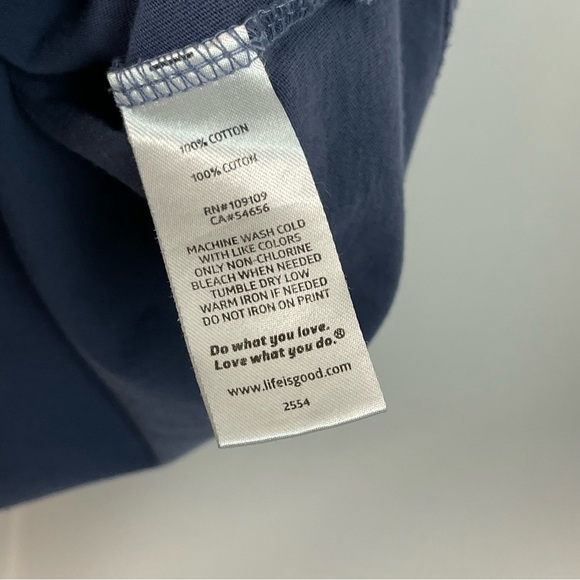 100% COTTON
100% COTON
RN#109109
CA#54656
MACHINE WASH COLD
WITH LIKE COLORS
ONLY NON-CHLORINE
BLEACH WHEN NEEDED
TUMBLE DRY LOW
WARM IRON IF NEEDED
DO NOT IRON ON PRINT
Do what you love.
Love what you do.®
www.lifeisgood.com
2554